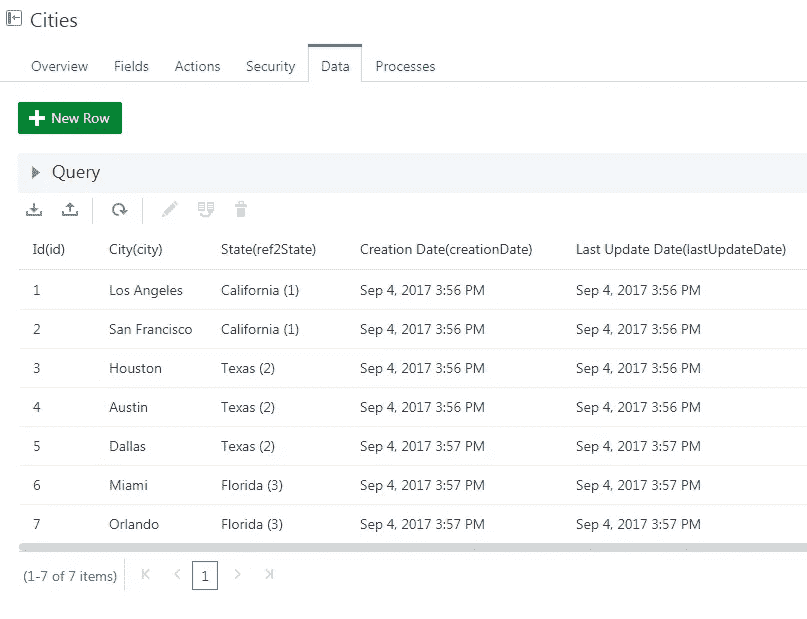 Cities
Overview Fields Actions Security Data Processes
New Row
Query
Id(id) City(city) State(ref2State) Creation Date(creationDate) Last Update Date(lastUpdateDate)
1 Los Angeles California (1) Sep 4, 2017 3:56 PM Sep 4, 2017 3:56 PM
2 San Francisco California (1) Sep 4, 2017 3:56 PM Sep 4, 2017 3:56 PM
3 Houston Texas (2) Sep 4, 2017 3:56 PM Sep 4, 2017 3:56 PM
4 Austin Texas (2) Sep 4, 2017 3:56 PM Sep 4, 2017 3:56 PM
5 Dallas Texas (2) Sep 4, 2017 3:57 PM Sep 4, 2017 3:57 PM
6 Miami Florida (3) Sep 4, 2017 3:57 PM Sep 4, 2017 3:57 PM
7 Orlando Florida (3) Sep 4, 2017 3:57 PM Sep 4, 2017 3:57 PM
(1-7 of 7 items) 1